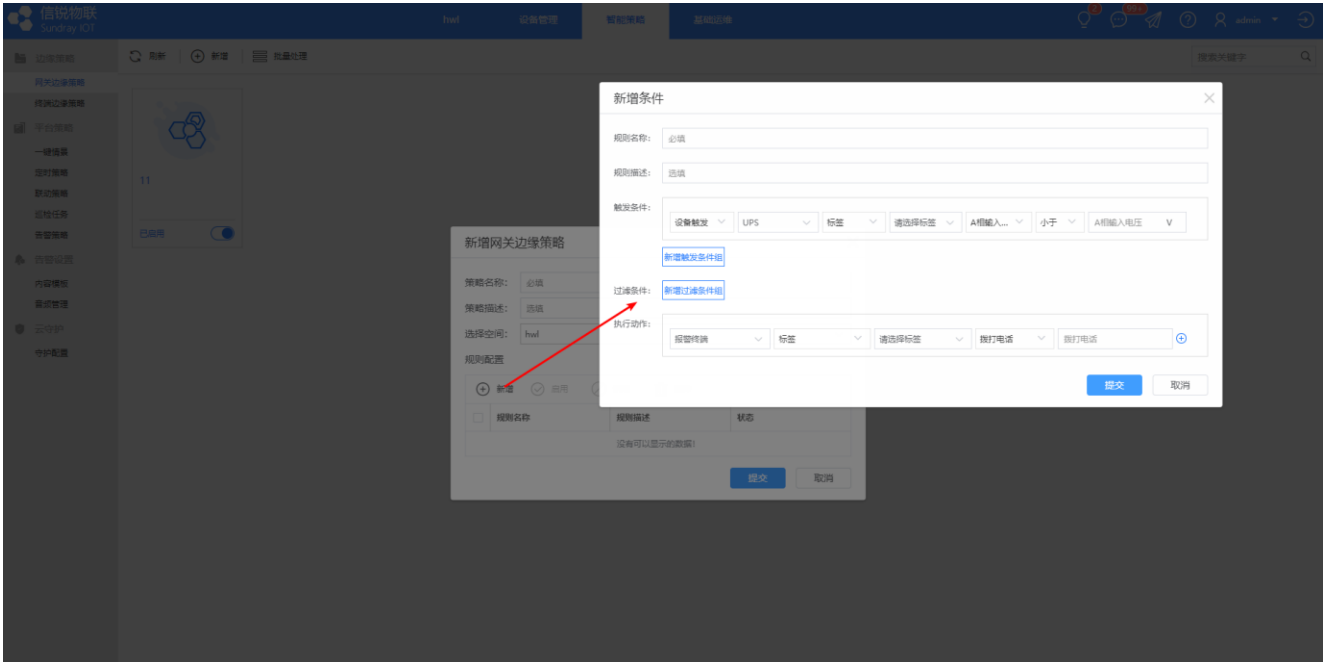 信锐物联
Sundray IOT
hwl 设备管理 智能策略 基础运维
2 99+ admin
边缘策略
网关边缘策略
终端边缘策略
平台策略
一键情景
定时策略
联动策略
巡检任务
告警策略
告警设置
内容模板
音频管理
云守护
守护配置
刷新 新增 批量处理 搜索关键字
11
已启用
新增网关边缘策略
策略名称: 必填
策略描述: 选填
选择空间: hwl
规则配置
新增 启用
规则名称 规则描述 状态
没有可以显示的数据!
提交 取消
新增条件
规则名称: 必填
规则描述: 选填
触发条件:
设备触发 UPS 标签 请选择标签 A相输入... 小于 A相输入电压 V
新增触发条件组
过滤条件: 新增过滤条件组
执行动作:
报警终端 标签 请选择标签 拨打电话 拨打电话
提交 取消